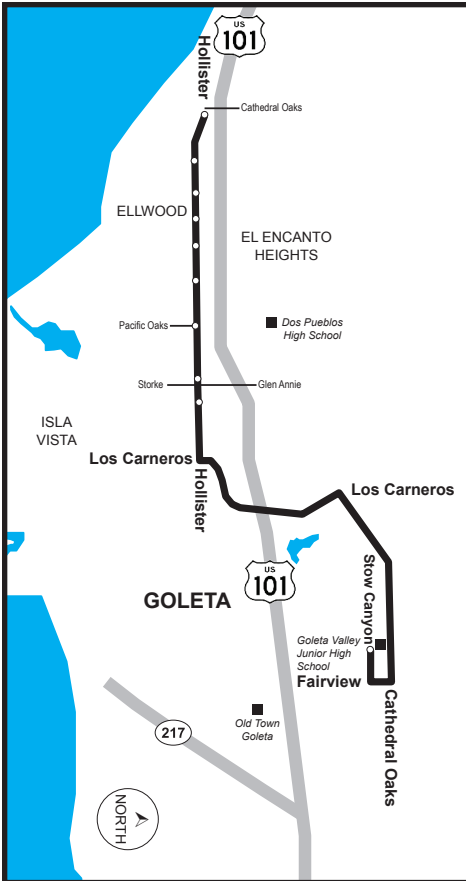 US
101
Hollister
Cathedral Oaks
ELLWOOD
EL ENCANTO
HEIGHTS
Pacific Oaks
Dos Pueblos
High School
Storke
Glen Annie
ISLA
VISTA
Los Carneros
Hollister
Los Carneros
US
101
Stow Canyon
GOLETA
Goleta Valley
Junior High
School
Fairview
Cathedral Oaks
Old Town
Goleta
217
NORTH